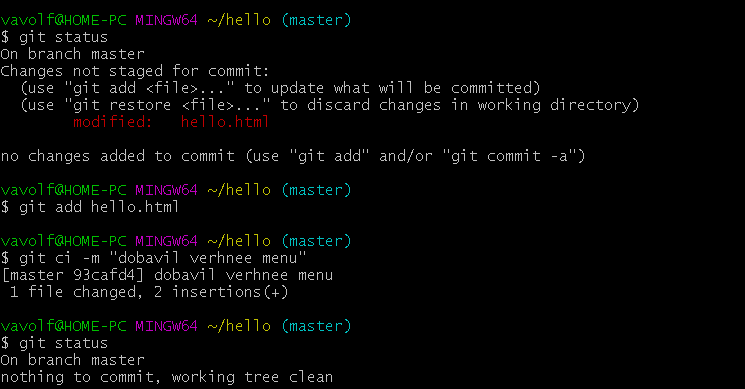 vavolf@HOME-PC MINGW64 ~/hello (master)
$ git status
On branch master
Changes not staged for commit:
  (use "git add <file>..." to update what will be committed)
  (use "git restore <file>..." to discard changes in working directory)
        modified:   hello.html

no changes added to commit (use "git add" and/or "git commit -a")

vavolf@HOME-PC MINGW64 ~/hello (master)
$ git add hello.html

vavolf@HOME-PC MINGW64 ~/hello (master)
$ git ci -m "dobavil verhnee menu"
[master 93cafd4] dobavil verhnee menu
 1 file changed, 2 insertions(+)

vavolf@HOME-PC MINGW64 ~/hello (master)
$ git status
On branch master
nothing to commit, working tree clean